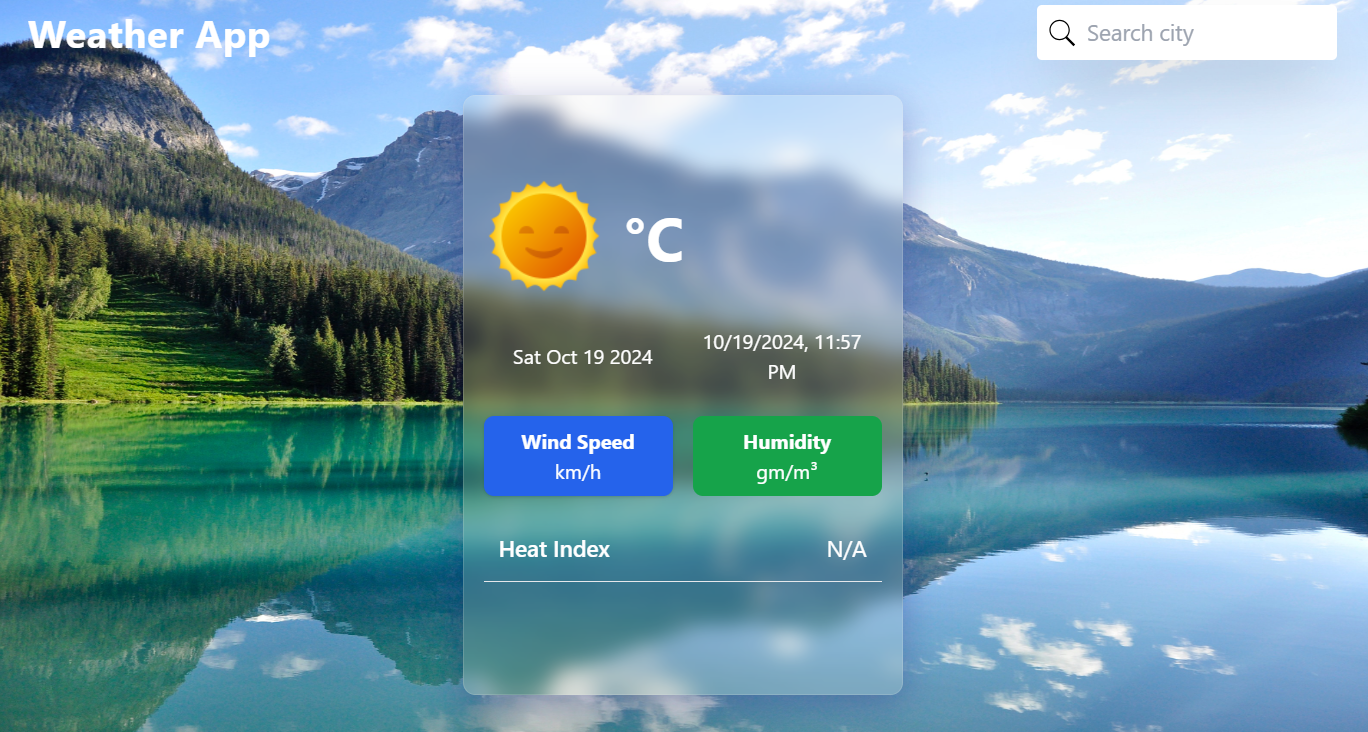 Weather App
Search city
°C
Sat Oct 19 2024
10/19/2024, 11:57
PM
Wind Speed
km/h
Humidity
gm/m³
Heat Index
N/A